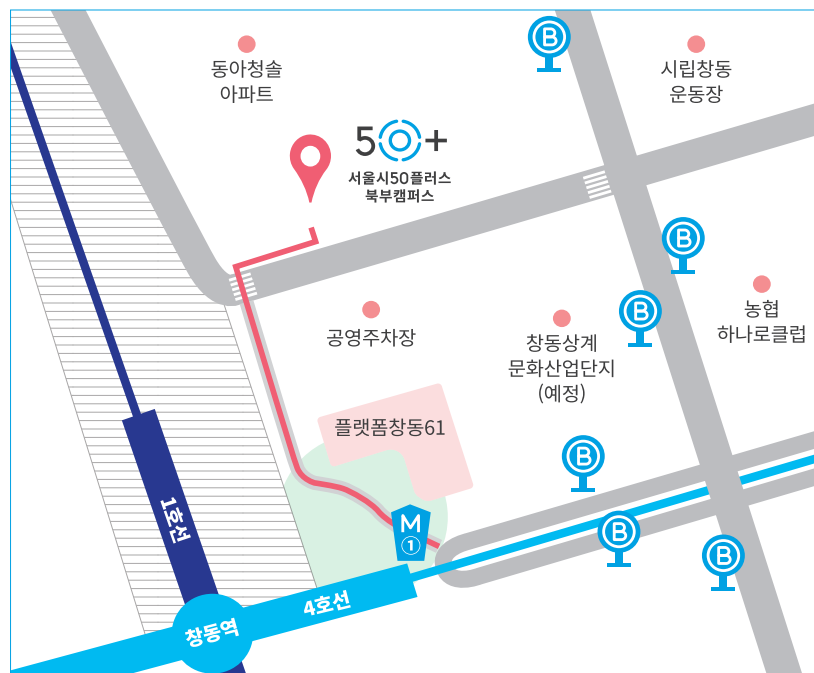 B
동아청솔
아파트
시립창동
운동장
50+
서울시50플러스
북부캠퍼스
B
B
농협
하나로클럽
공영주차장
창동상계
문화산업단지
(예정)
플랫폼창동61
B
1호선
M
①
B
B
4호선
창동역